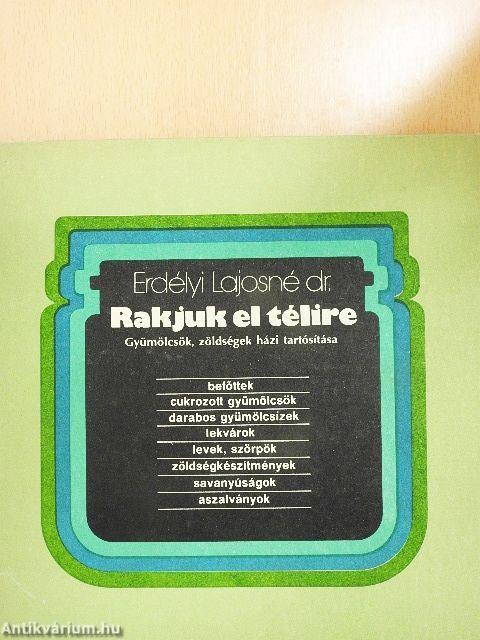 Erdélyi Lajosné dr.
Rakjuk el télire
Gyümölcsök, zöldségek házi tartósítása
befőttek
cukrozott gyümölcsök
darabos gyümölcsízek
lekvárok
levek, szörpök
zöldségkészítmények
savanyúságok
aszalványok
Antikvárium.hu